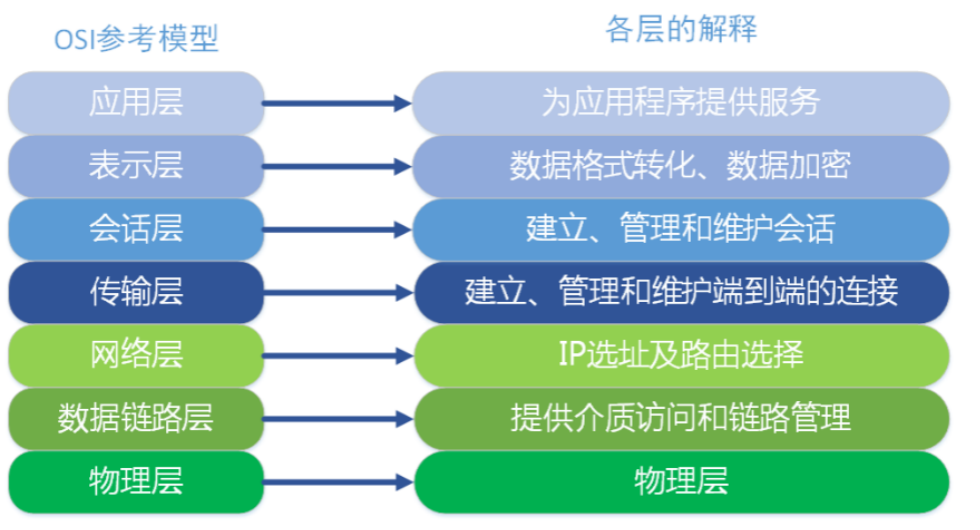 OSI参考模型
各层的解释
应用层
为应用程序提供服务
表示层
数据格式转化、数据加密
会话层
建立、管理和维护会话
传输层
建立、管理和维护端到端的连接
网络层
IP选址及路由选择
数据链路层
提供介质访问和链路管理
物理层
物理层